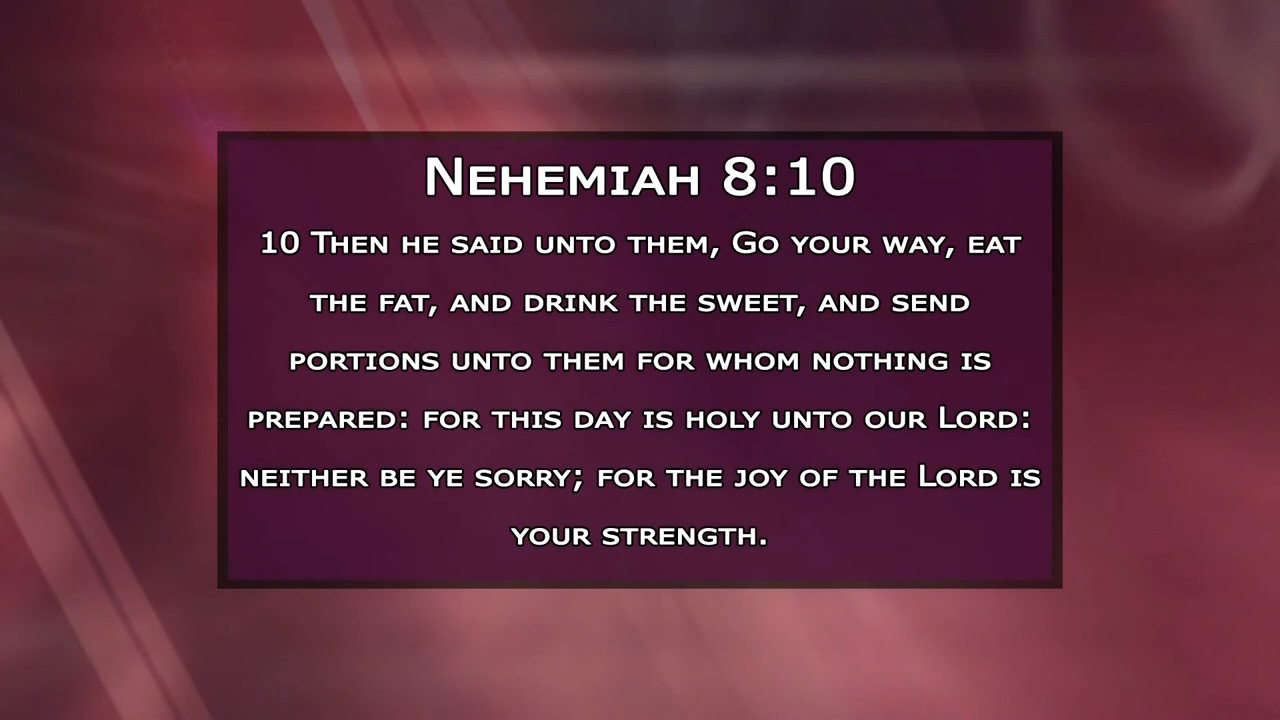 Nehemiah 8:10
10 Then he said unto them, Go your way, eat
the fat, and drink the sweet, and send
portions unto them for whom nothing is
prepared: for this day is holy unto our Lord:
neither be ye sorry; for the joy of the Lord is
your strength.